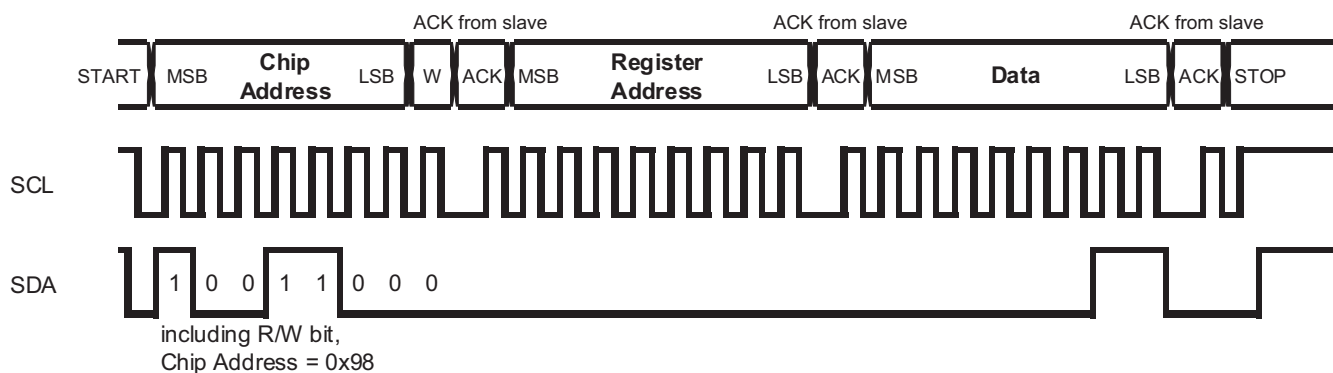 ACK from slave ACK from slave ACK from slave
START MSB Chip Address LSB W ACK MSB Register Address LSB ACK MSB Data LSB ACK STOP
SCL
SDA 1 0 0 1 1 0 0 0
including R/W bit,
Chip Address = 0x98